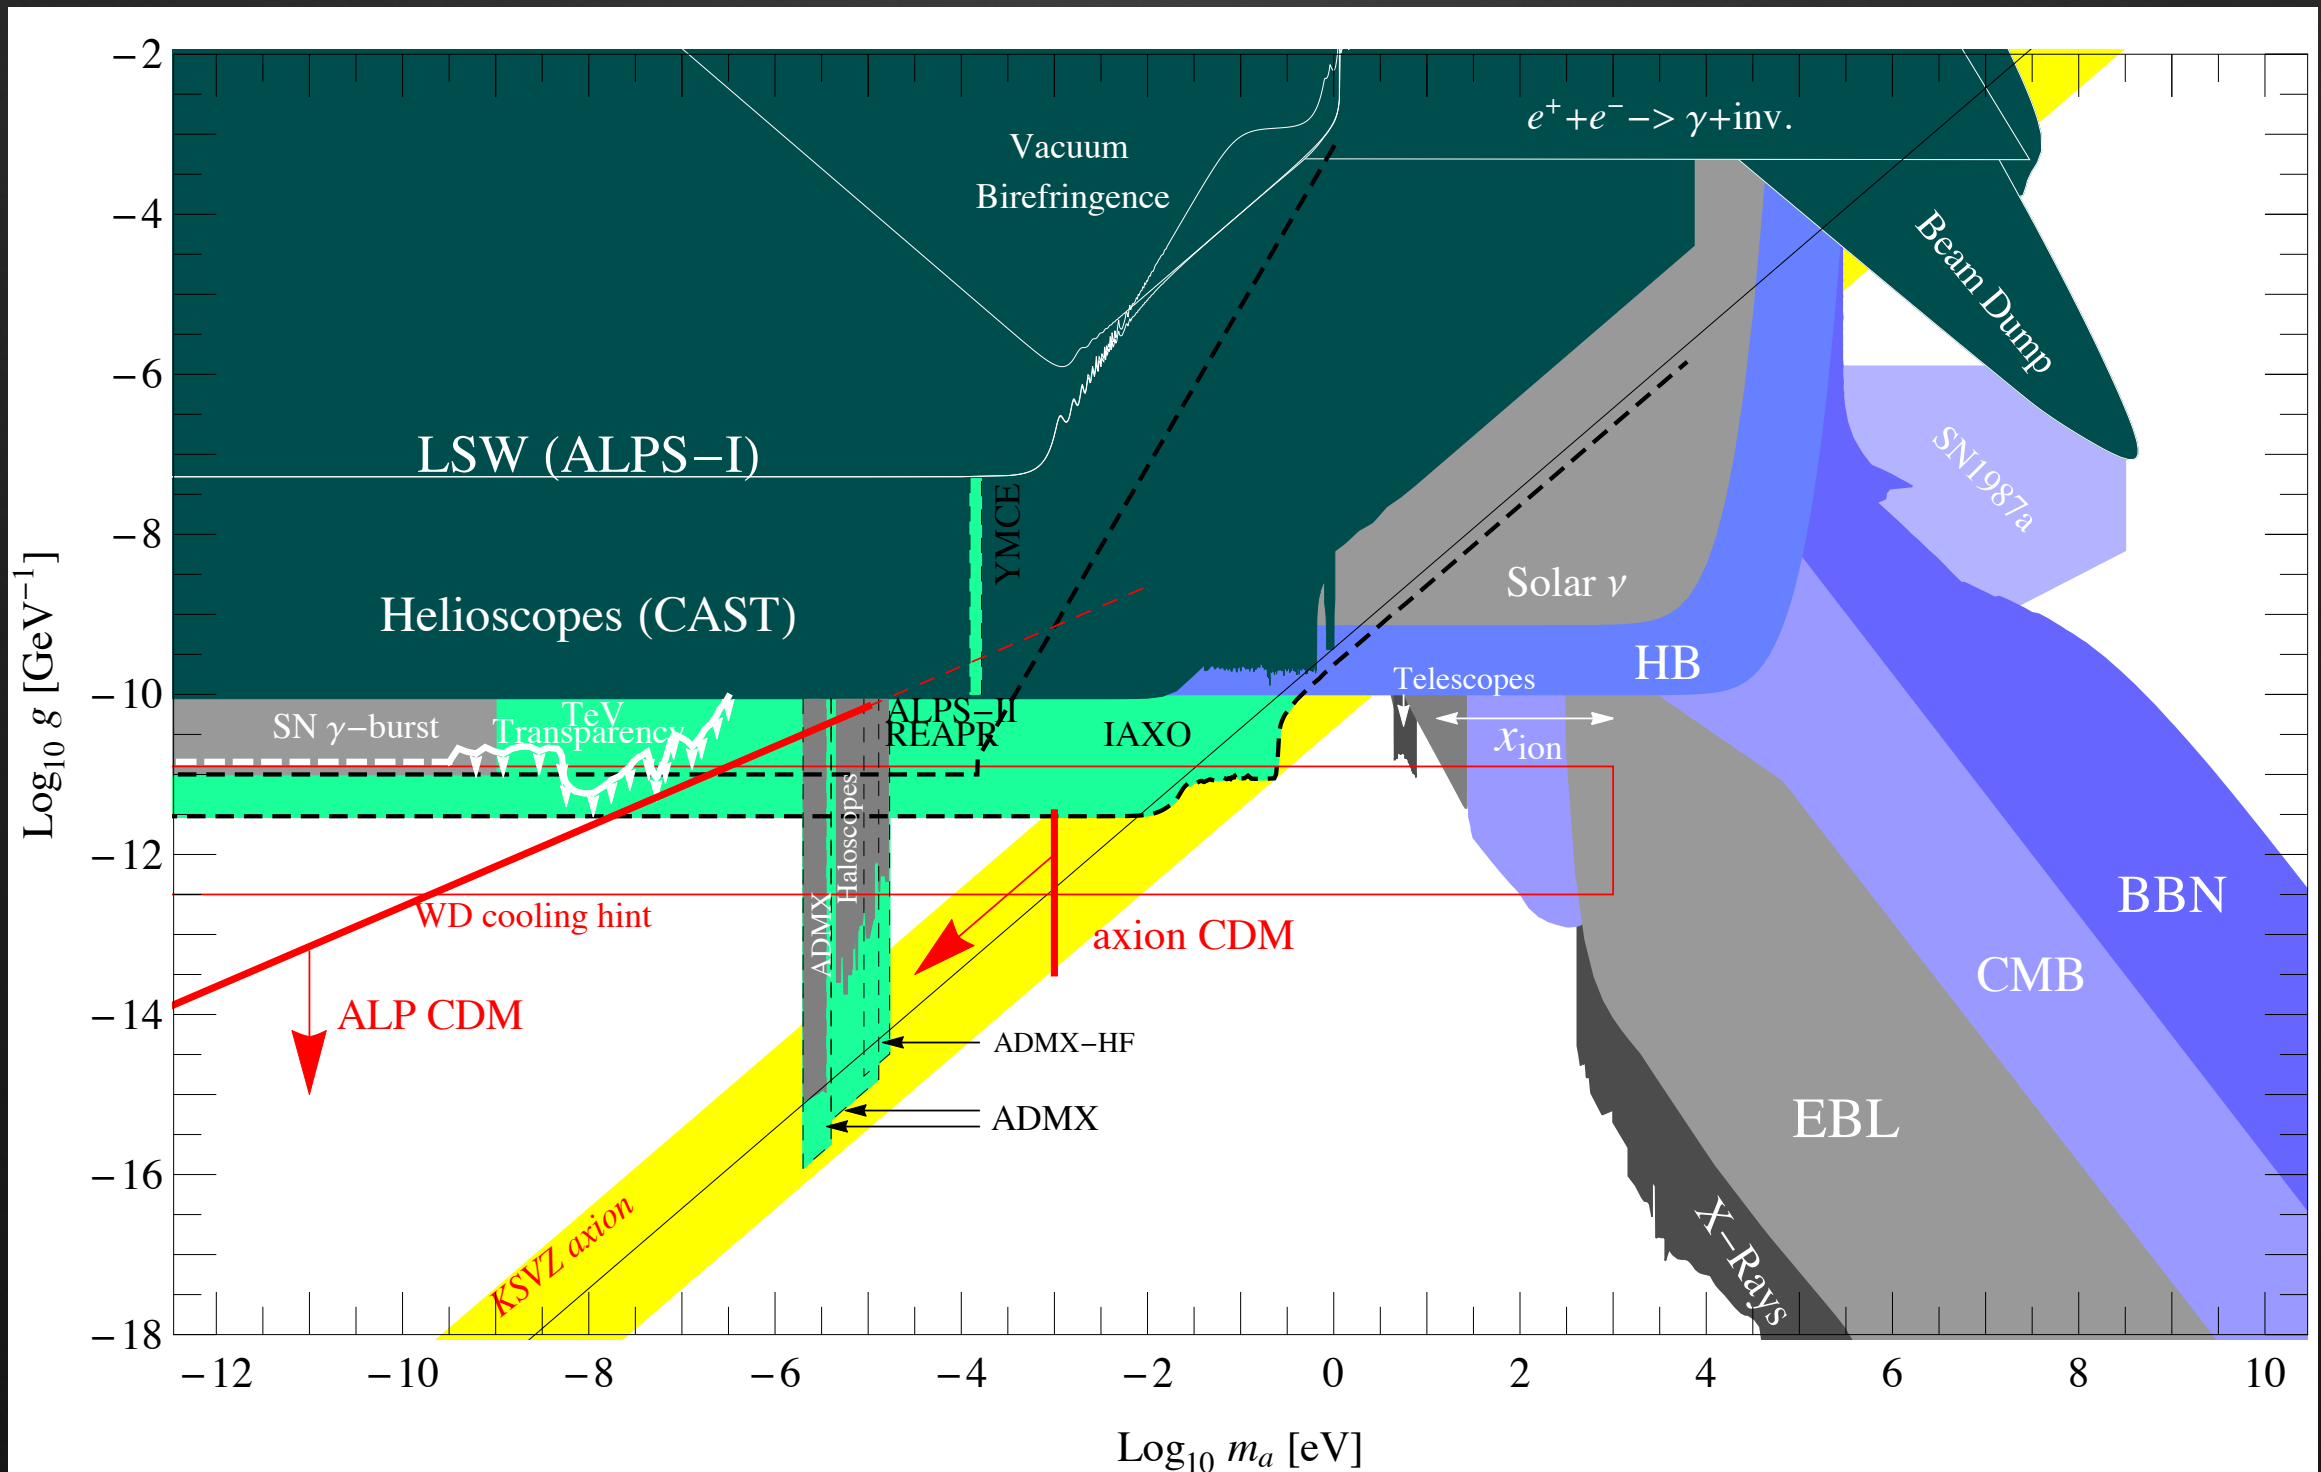 −2
−4
−6
−8
−10
−12
−14
−16
−18
Log10 g [GeV−1]
Vacuum
Birefringence
e++e−−> γ+inv.
Beam Dump
LSW (ALPS−I)
YMCE
SN1987a
Helioscopes (CAST)
Solar ν
HB
Telescopes
SN γ−burst
TeV
Transparency
ALPS−II
REAPR
IAXO
xion
Haloscopes
ADMX
WD cooling hint
axion CDM
BBN
CMB
ALP CDM
ADMX−HF
ADMX
EBL
KSVZ axion
X−Rays
−12 −10 −8 −6 −4 −2 0 2 4 6 8 10
Log10 ma [eV]